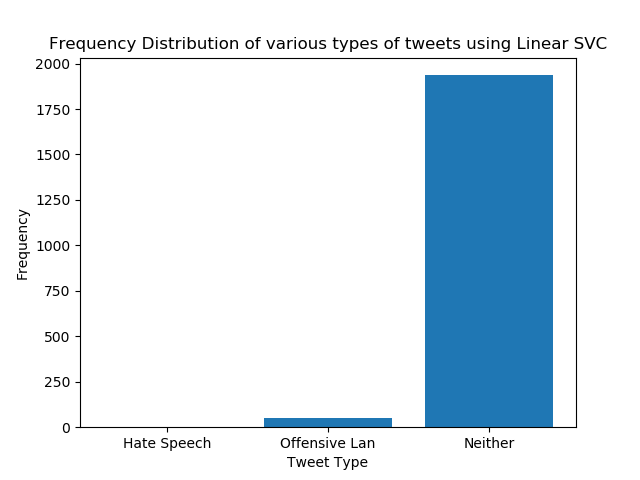 Frequency Distribution of various types of tweets using Linear SVC
2000
1750
1500
1250
1000
750
500
250
0
Frequency
Hate Speech
Offensive Lan
Neither
Tweet Type